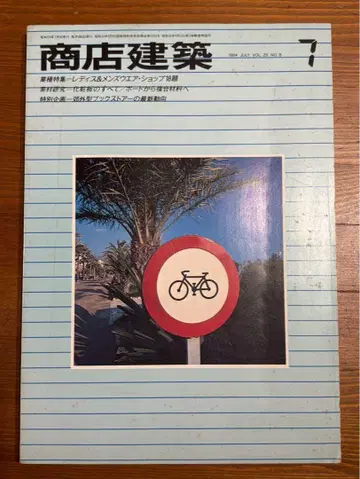 商店建築
1984 JULY VOL. 29 NO. 8
7
業種特集—レディス&メンズウエア・ショップ18題
素材研究—化粧板のすべて／ボードから複合材料へ
特別企画—郊外型ブックストアーの最新動向